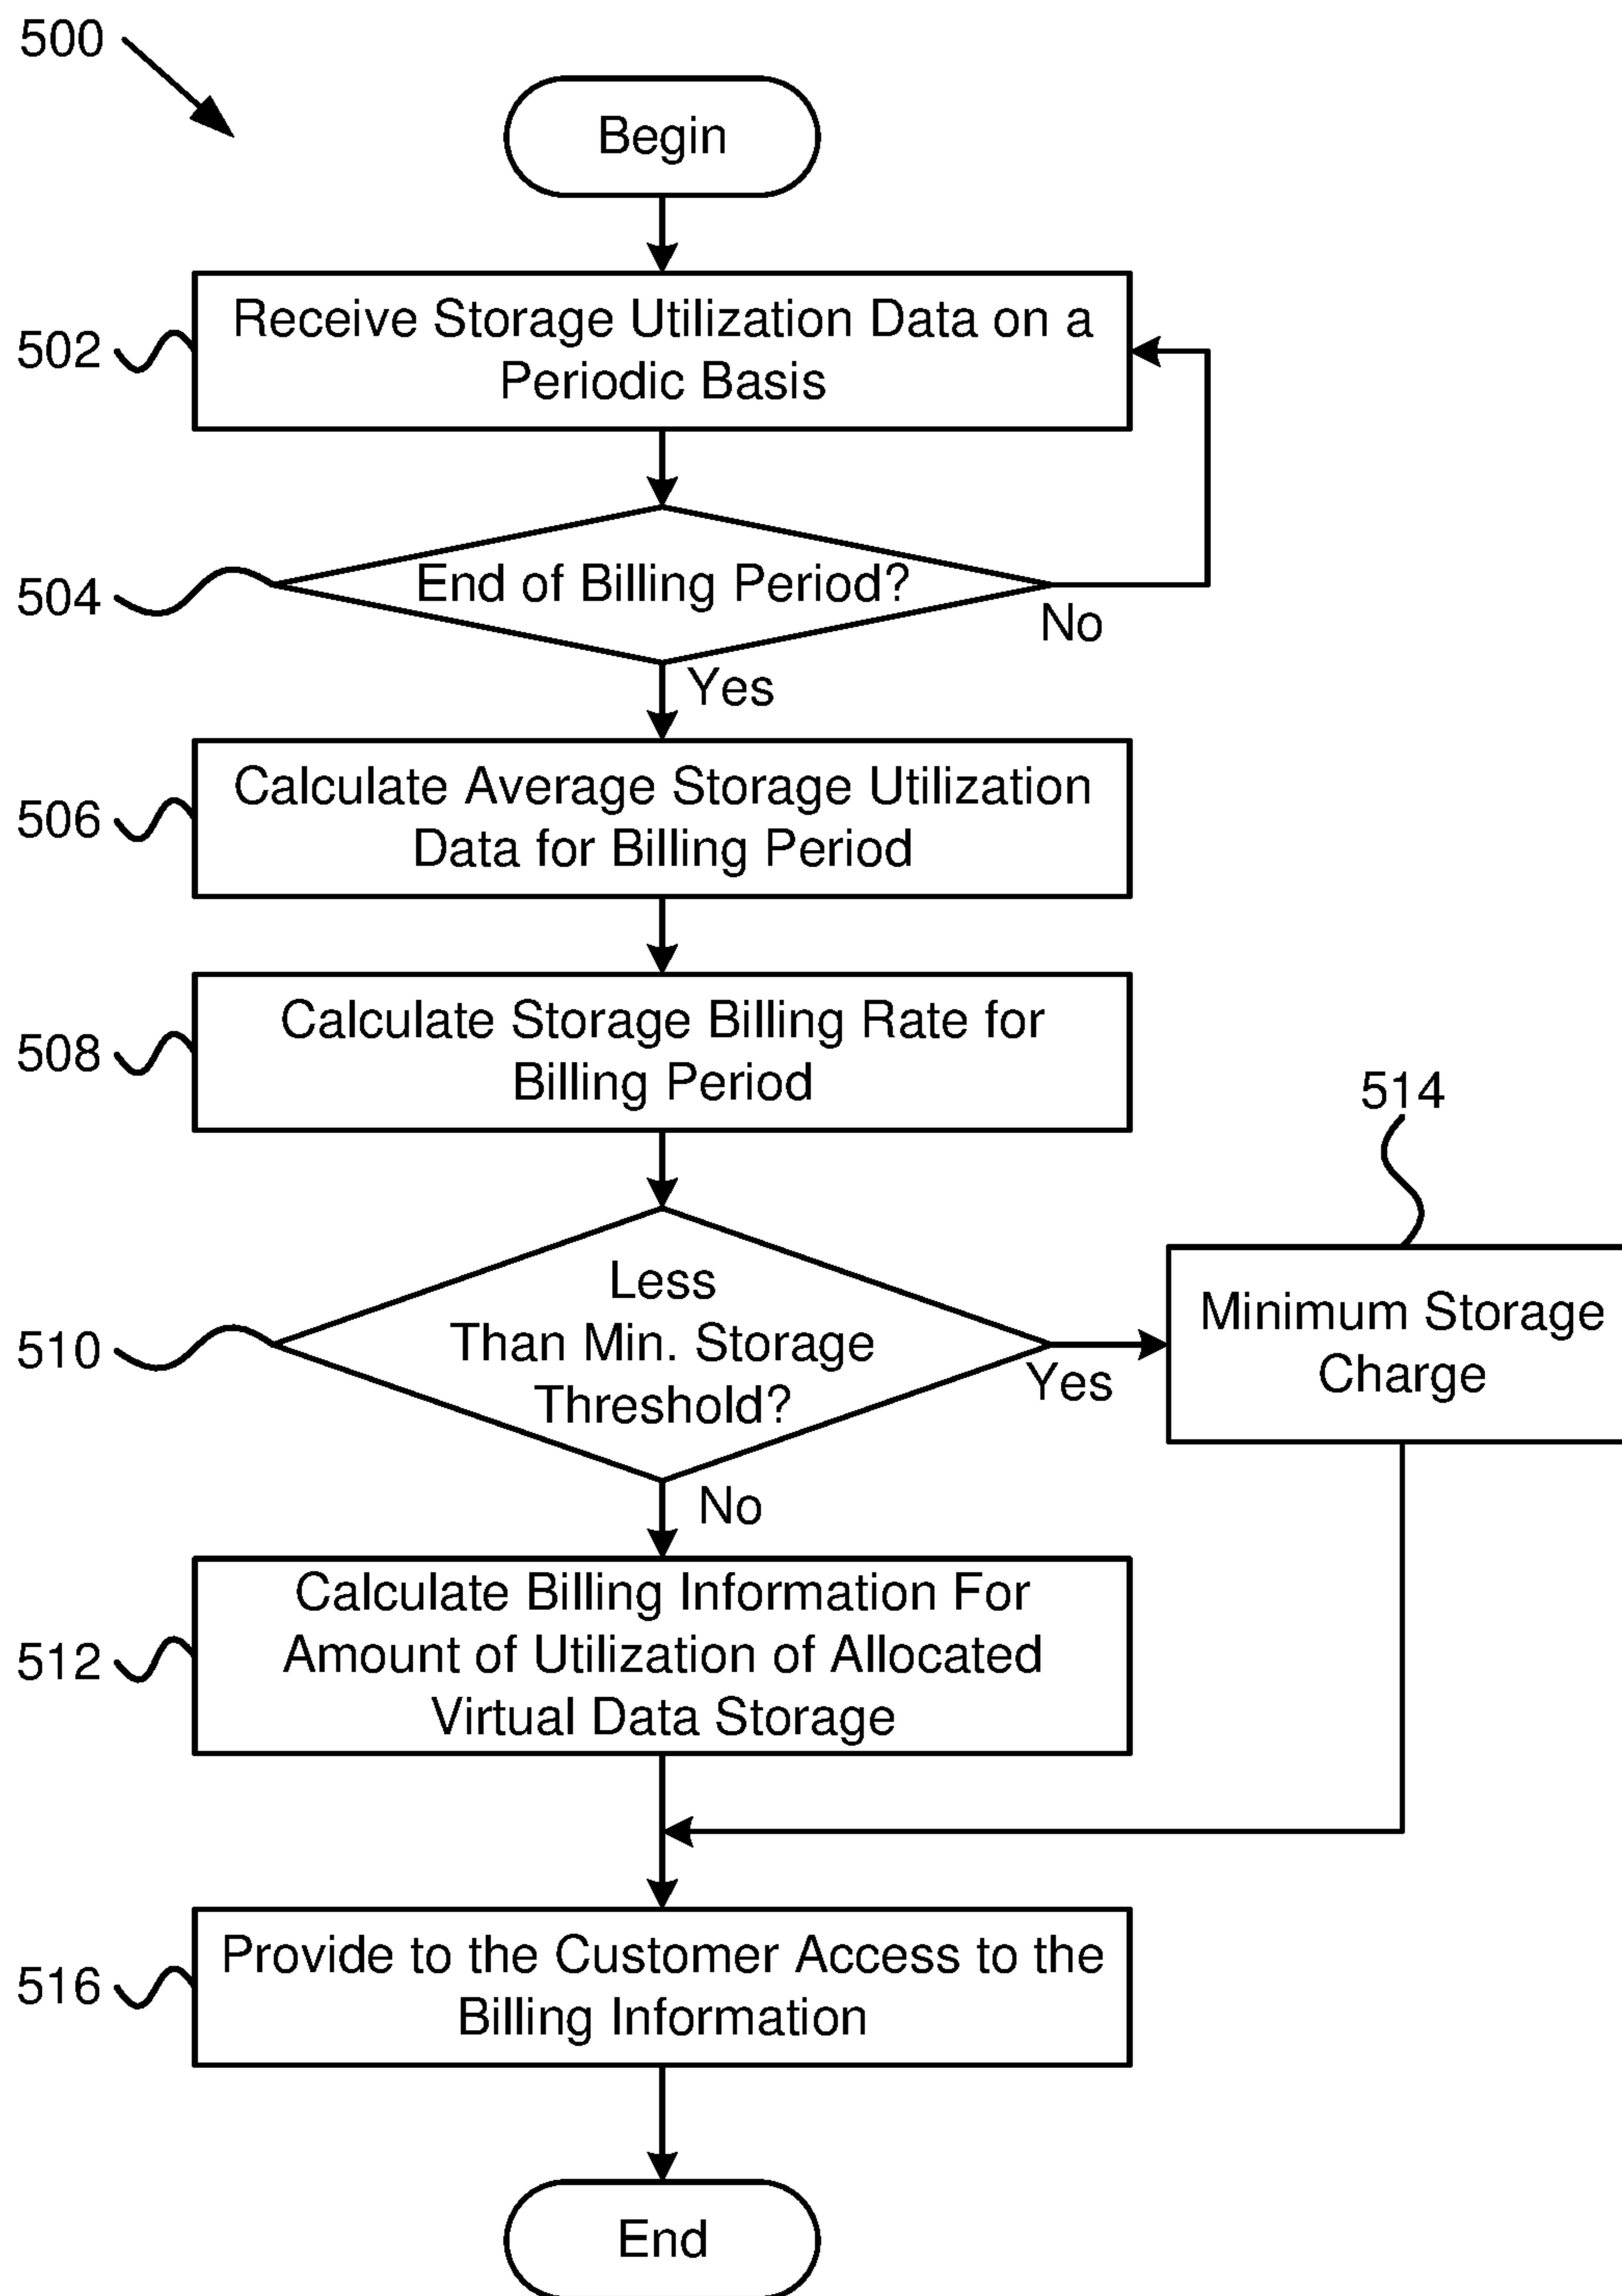 500
Begin
502
Receive Storage Utilization Data on a
Periodic Basis
504
End of Billing Period?
No
Yes
506
Calculate Average Storage Utilization
Data for Billing Period
508
Calculate Storage Billing Rate for
Billing Period
514
510
Less
Than Min. Storage
Threshold?
Yes
Minimum Storage
Charge
No
512
Calculate Billing Information For
Amount of Utilization of Allocated
Virtual Data Storage
516
Provide to the Customer Access to the
Billing Information
End